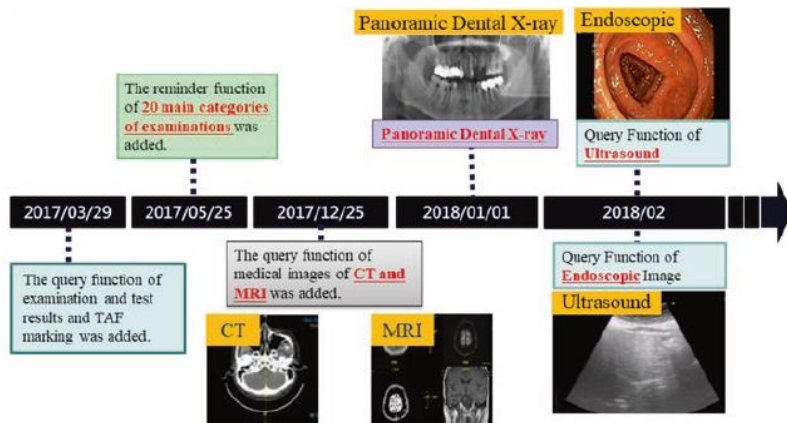 Panoramic Dental X-ray
Endoscopic
The reminder function
of 20 main categories
of examinations was
added.
Panoramic Dental X-ray
Query Function of
Ultrasound
2017/03/29
2017/05/25
2017/12/25
2018/01/01
2018/02
The query function of
examination and test
results and TAF
marking was added.
The query function of
medical images of CT and
MRI was added.
Query Function of
Endoscopic Image
CT
MRI
Ultrasound